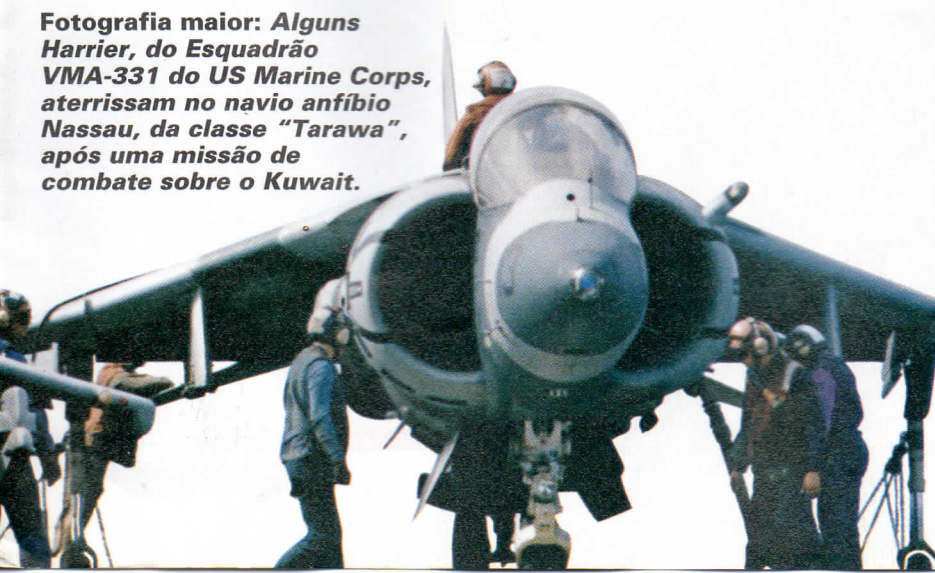 Fotografia maior: Alguns
Harrier, do Esquadrão
VMA-331 do US Marine Corps,
aterrissam no navio anfíbio
Nassau, da classe “Tarawa”,
após uma missão de
combate sobre o Kuwait.